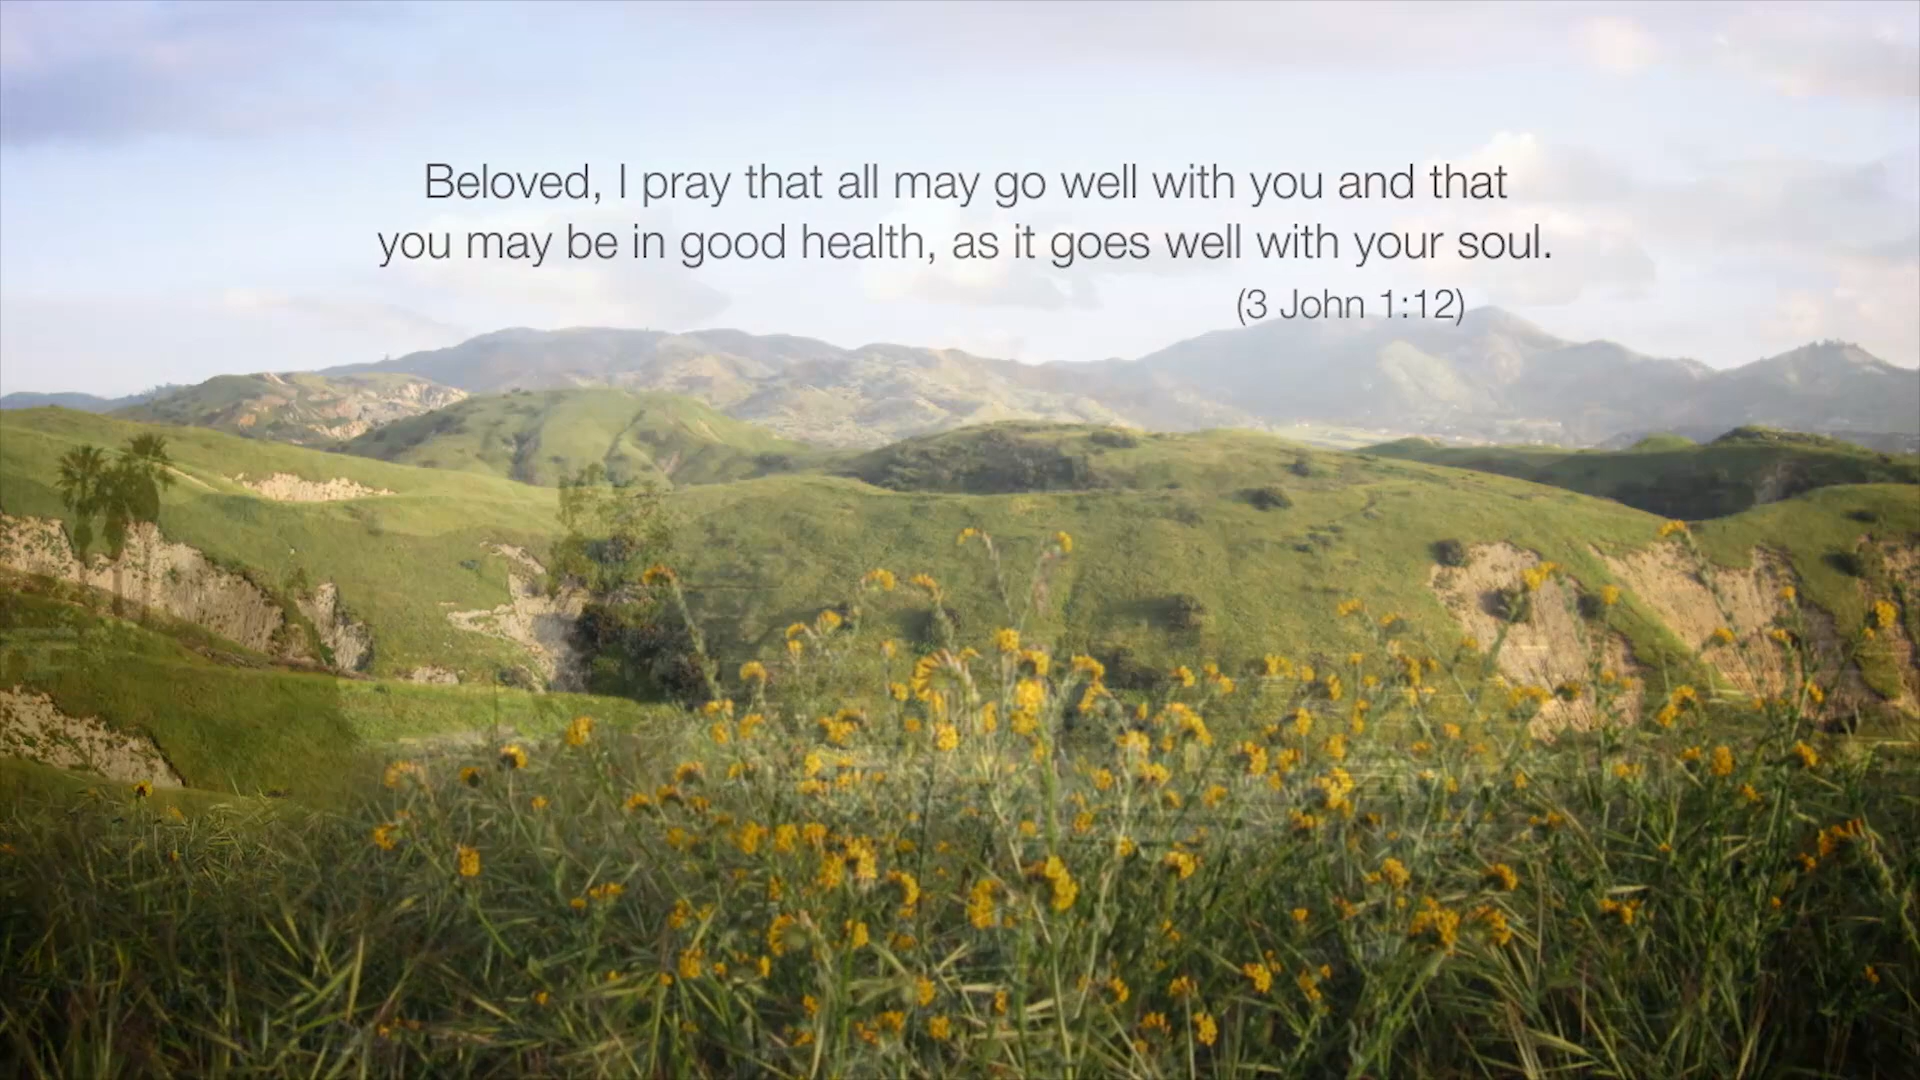 Beloved, I pray that all may go well with you and that
you may be in good health, as it goes well with your soul.
(3 John 1:12)